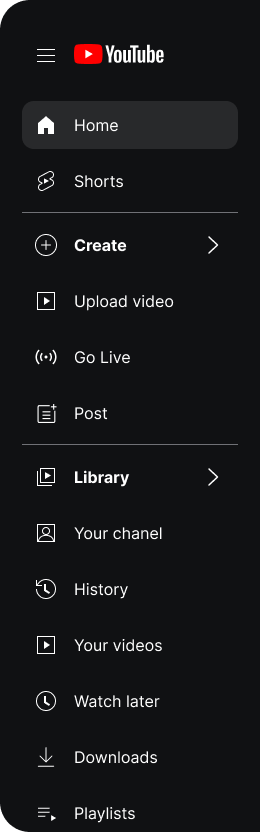 YouTube
Home
Shorts
Create
Upload video
Go Live
Post
Library
Your chanel
History
Your videos
Watch later
Downloads
Playlists